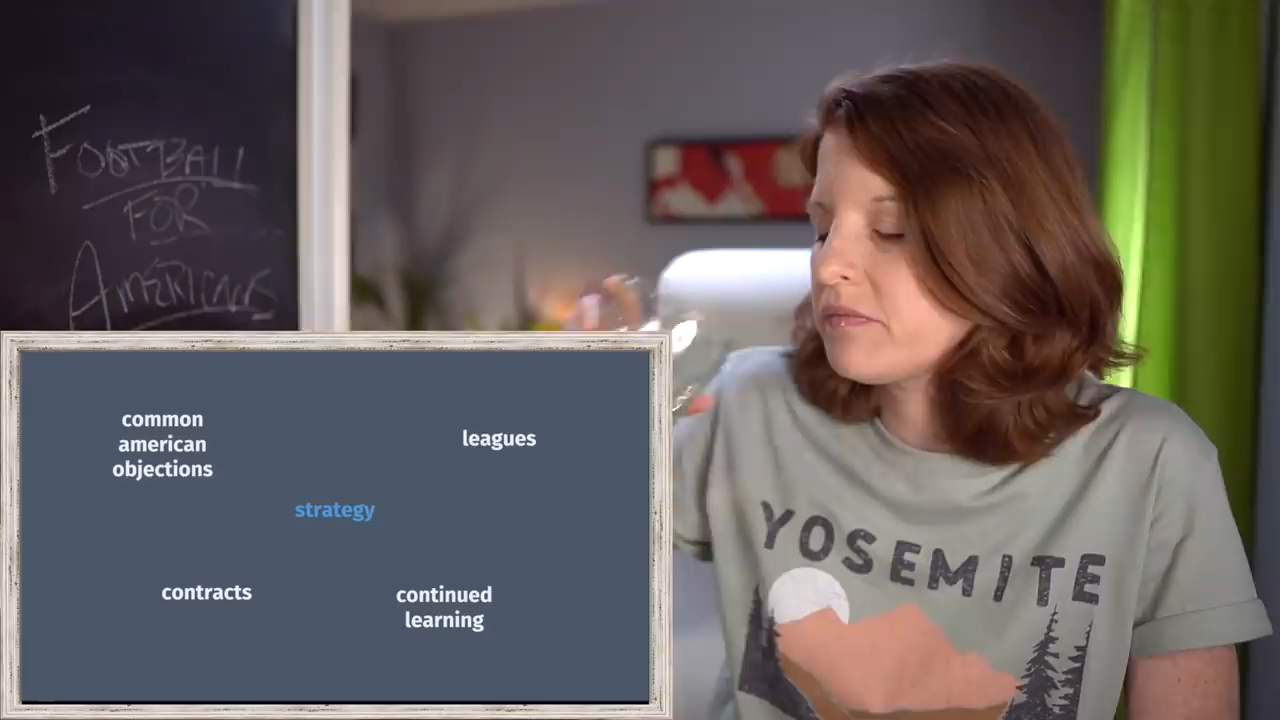 FOOTBALL
FOR
AMERICANS
common
american
objections
leagues
strategy
contracts
continued
learning
YOSEMITE